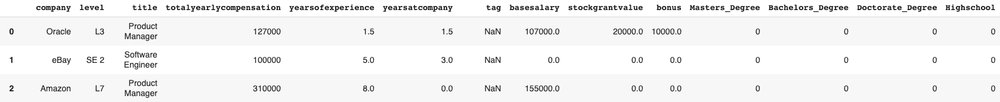 company level title totalyearlycompensation yearsofexperience yearsatcompany tag basesalary stockgrantvalue bonus Masters_Degree Bachelors_Degree Doctorate_Degree Highschool
0 Oracle L3 Product Manager 127000 1.5 1.5 NaN 107000.0 20000.0 10000.0 0 0 0 0
1 eBay SE 2 Software Engineer 100000 5.0 3.0 NaN 0.0 0.0 0.0 0 0 0 0
2 Amazon L7 Product Manager 310000 8.0 0.0 NaN 155000.0 0.0 0.0 0 0 0 0